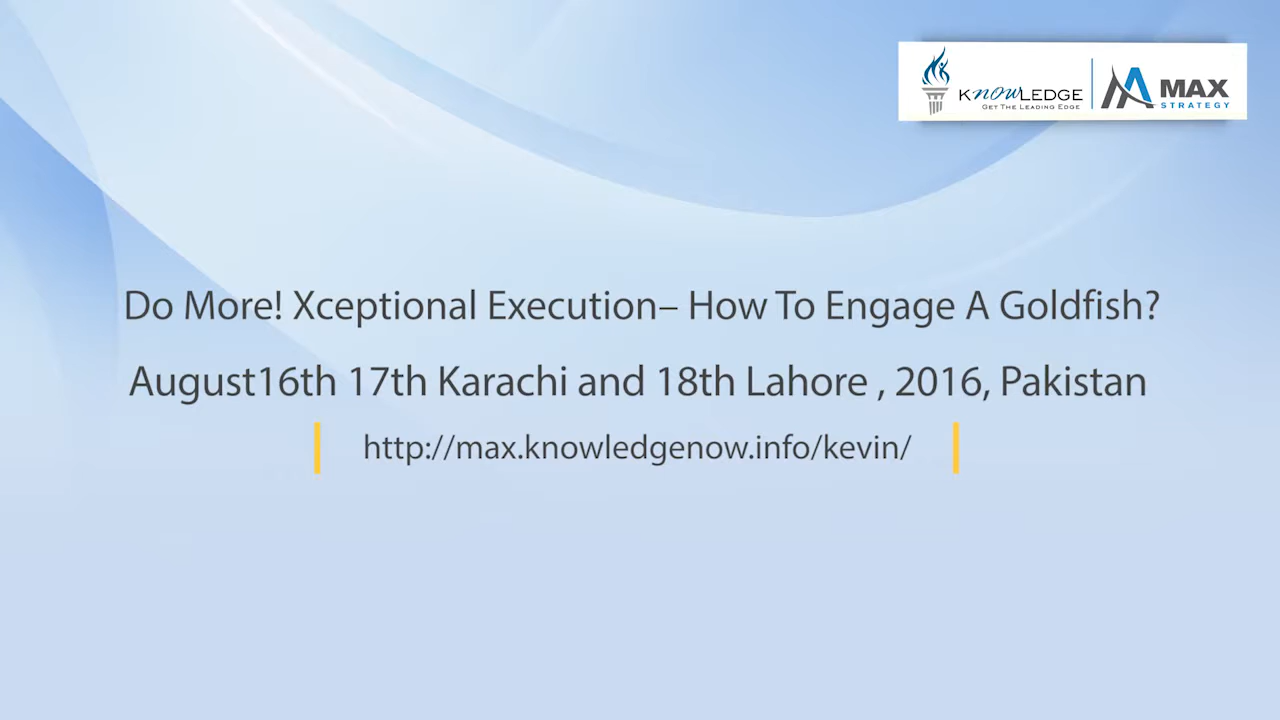 KnowLEDGE
GET THE LEADING EDGE
MAX
STRATEGY
Do More! Xceptional Execution– How To Engage A Goldfish?
August16th 17th Karachi and 18th Lahore , 2016, Pakistan
http://max.knowledgenow.info/kevin/